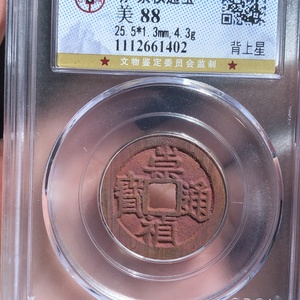 美 88
25.5*1.3mm,4.3g
1112661402
背上星
★ 文物鉴定委员会监制 ★
崇
寳 通
禎